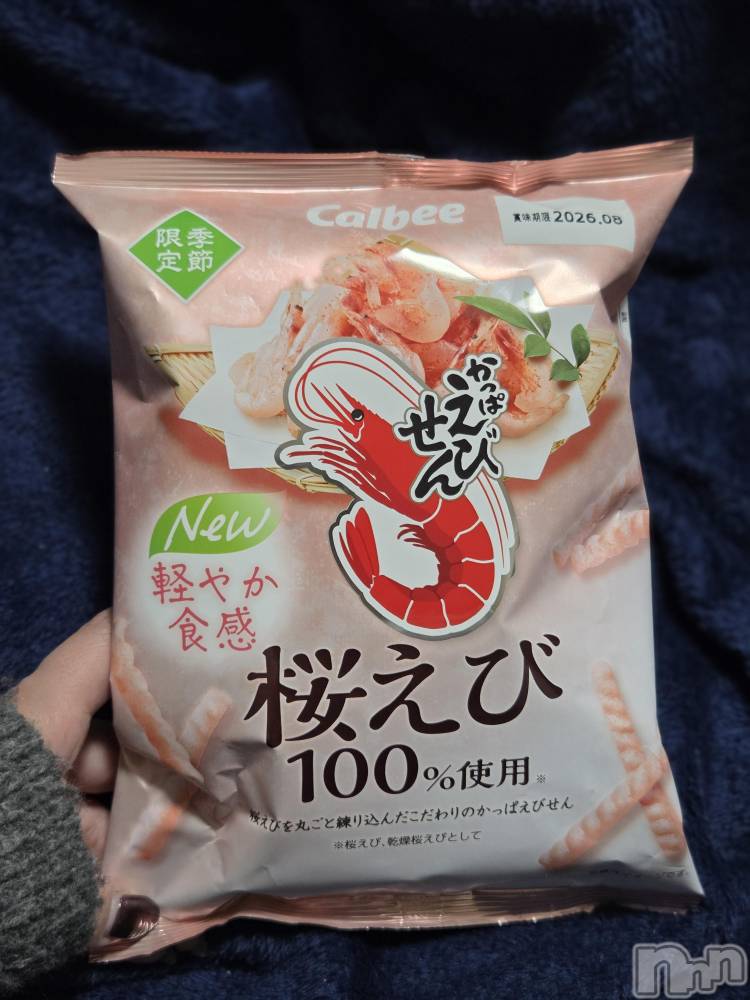 Calbee
賞味期限 2026.08
季節
限定
かっぱ
えびせん
New
軽やか
食感
桜えび
100%使用※
桜えびを丸ごと練り込んだこだわりのかっぱえびせん
※桜えび、乾燥桜えびとして
nnn